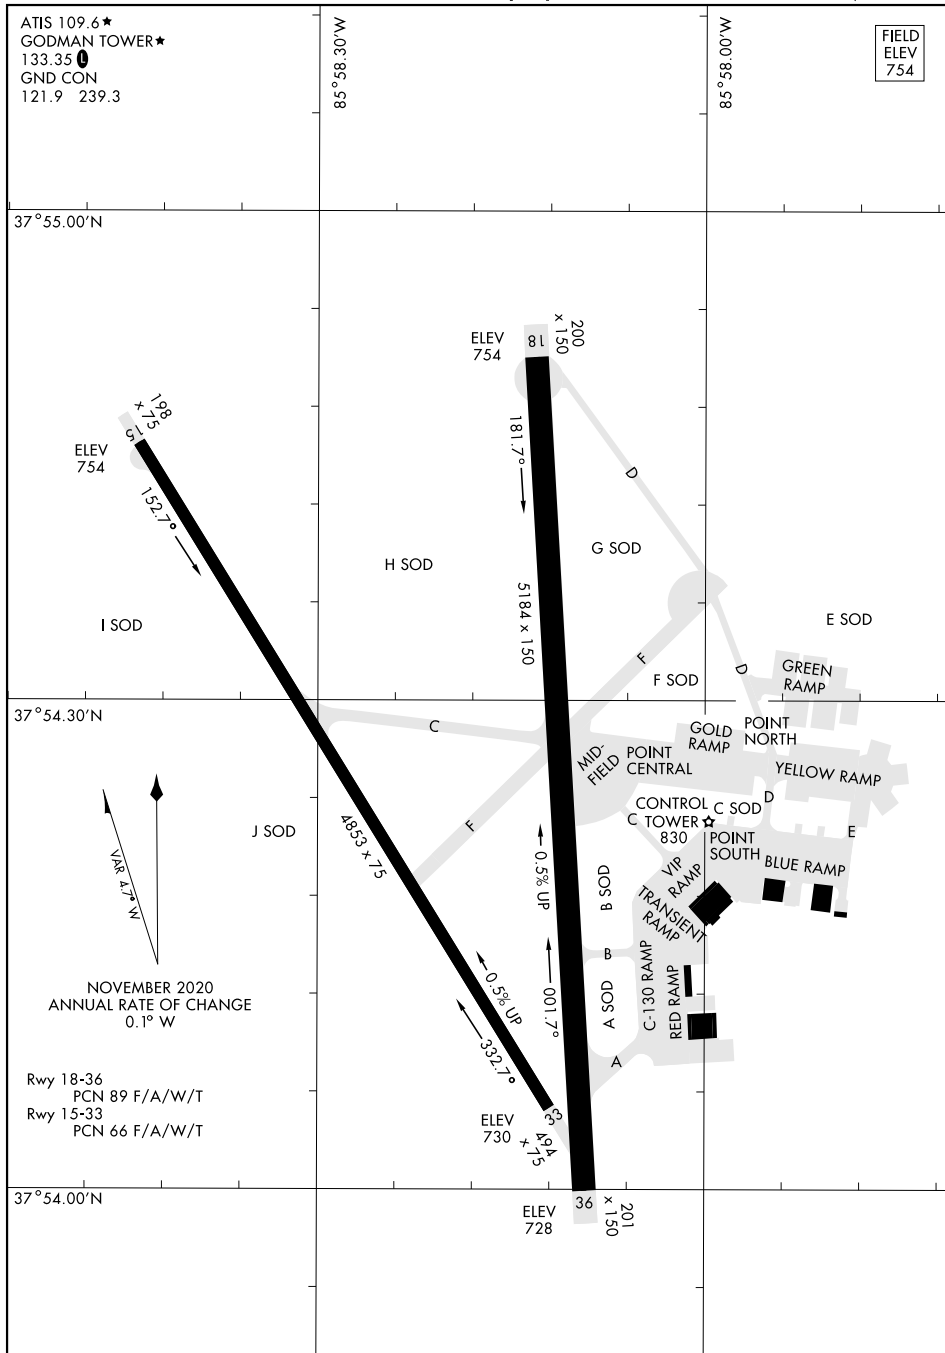 ATIS 109.6★
GODMAN TOWER★
133.35 L
GND CON
121.9 239.3
85°58.30'W
85°58.00'W
FIELD
ELEV
754
37°55.00'N
ELEV
754
18
200
x 150
198
x 75
15
ELEV
754
152.7°
181.7°
D
G SOD
H SOD
5184 x 150
I SOD
E SOD
F
D
F SOD
GREEN
RAMP
37°54.30'N
C
GOLD
RAMP
POINT
NORTH
MID-
FIELD
POINT
CENTRAL
YELLOW RAMP
D
CONTROL
TOWER
830
C SOD
C
J SOD
4853 x 75
F
POINT
SOUTH
E
BLUE RAMP
VAR 4.7° W
0.5% UP
B SOD
VIP
RAMP
TRANSIENT
RAMP
B
NOVEMBER 2020
ANNUAL RATE OF CHANGE
0.1° W
0.5% UP
332.7°
001.7°
A SOD
C-130 RAMP
RED RAMP
A
Rwy 18-36
PCN 89 F/A/W/T
Rwy 15-33
PCN 66 F/A/W/T
33
ELEV
730
494
x 75
37°54.00'N
36
ELEV
728
201
x 150